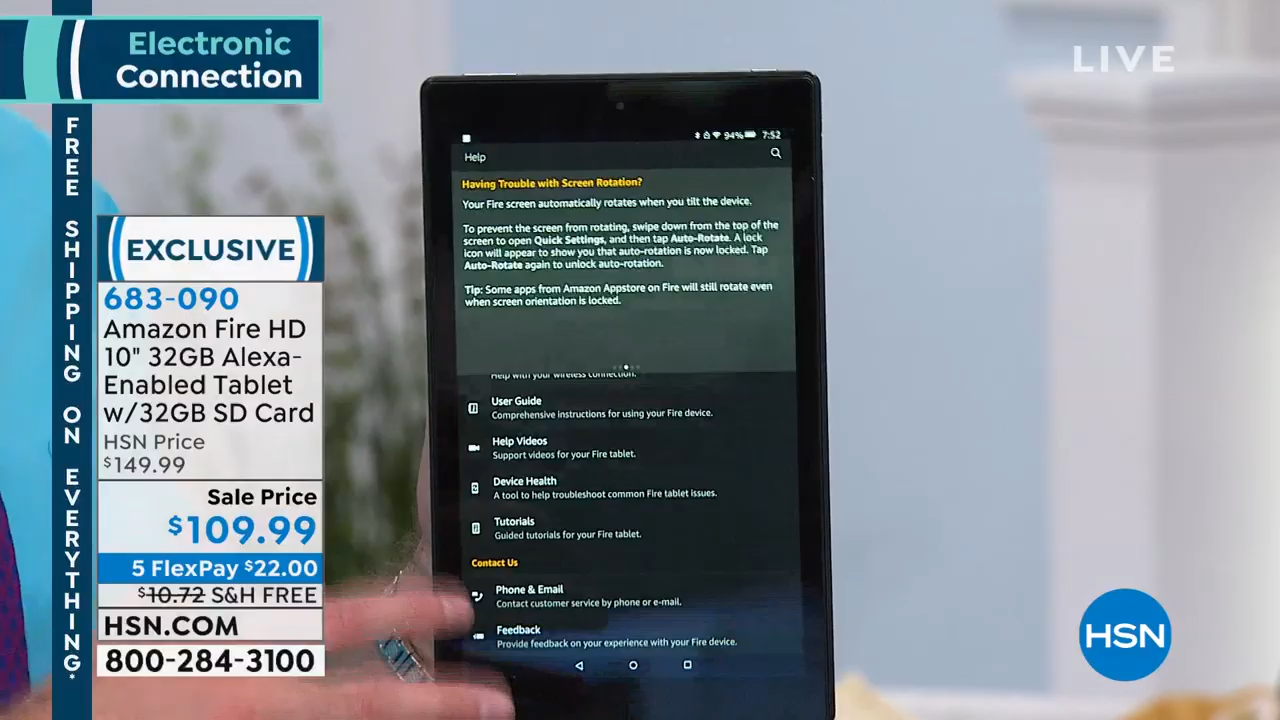 Electronic
Connection
LIVE
FREE SHIPPING ON EVERYTHING.*
EXCLUSIVE
683-090
Amazon Fire HD
10" 32GB Alexa-
Enabled Tablet
w/32GB SD Card
HSN Price
$149.99
Sale Price
$109.99
5 FlexPay $22.00
$10.72 S&H FREE
HSN.COM
800-284-3100
94% 7:52
Help
Having Trouble with Screen Rotation?
Your Fire screen automatically rotates when you tilt the device.
To prevent the screen from rotating, swipe down from the top of the
screen to open Quick Settings, and then tap Auto-Rotate. A lock
icon will appear to show you that auto-rotation is now locked. Tap
Auto-Rotate again to unlock auto-rotation.
Tip: Some apps from Amazon Appstore on Fire will still rotate even
when screen orientation is locked.
Help with your wireless connection.
User Guide
Comprehensive instructions for using your Fire device.
Help Videos
Support videos for your Fire tablet.
Device Health
A tool to help troubleshoot common Fire tablet issues.
Tutorials
Guided tutorials for your Fire tablet.
Contact Us
Phone & Email
Contact customer service by phone or e-mail.
Feedback
Provide feedback on your experience with your Fire device.
HSN